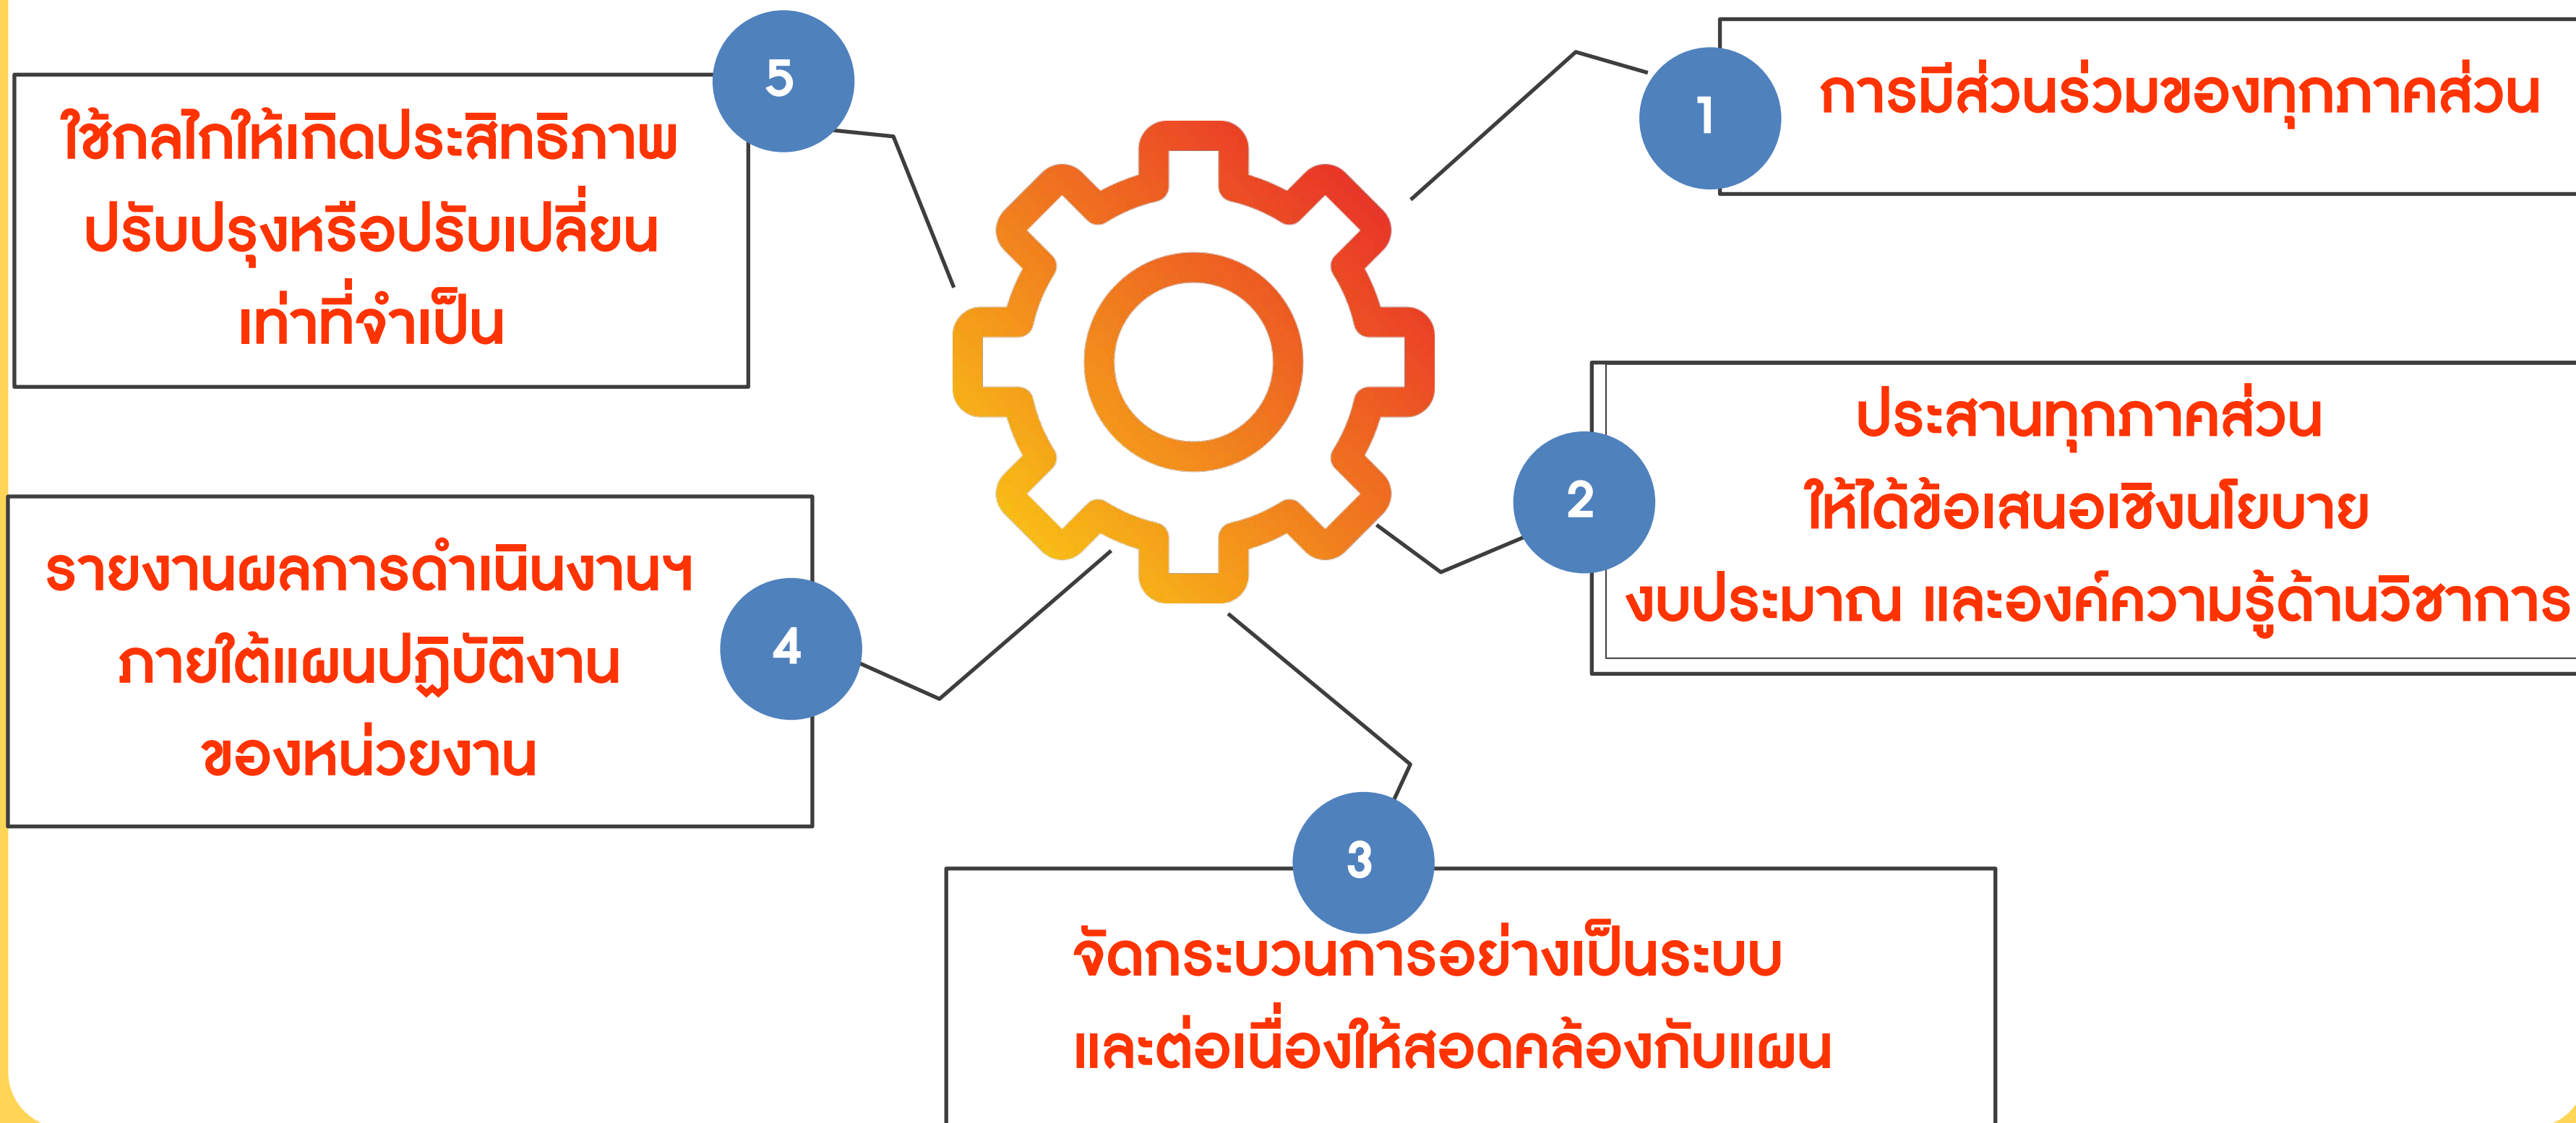 1
การมีส่วนร่วมของทุกภาคส่วน
2
ประสานทุกภาคส่วน
ให้ได้ข้อเสนอเชิงนโยบาย
งบประมาณ และองค์ความรู้ด้านวิชาการ
3
จัดกระบวนการอย่างเป็นระบบ
และต่อเนื่องให้สอดคล้องกับแผน
4
รายงานผลการดำเนินงานฯ
ภายใต้แผนปฏิบัติงาน
ของหน่วยงาน
5
ใช้กลไกให้เกิดประสิทธิภาพ
ปรับปรุงหรือปรับเปลี่ยน
เท่าที่จำเป็น